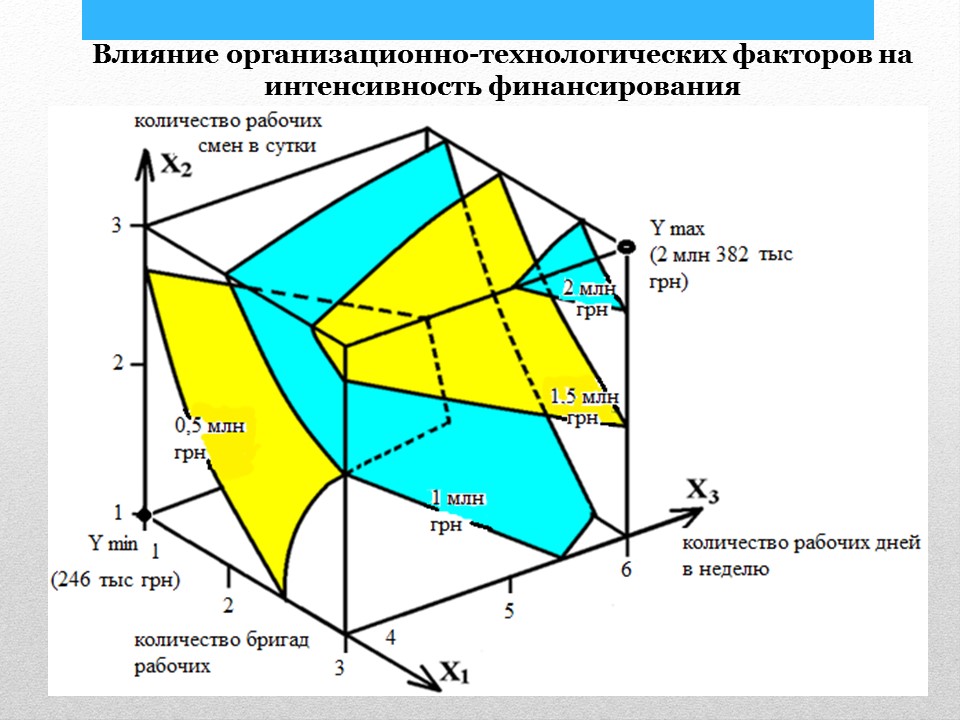 Влияние организационно-технологических факторов на
интенсивность финансирования
количество рабочих
смен в сутки
X2
3
Y max
(2 млн 382 тыс
грн)
2 млн
грн
2
1,5 млн
грн
0,5 млн
грн
1 млн
грн
X3
1
Y min
1
(246 тыс грн)
количество рабочих дней
в неделю
6
5
2
4
количество бригад
рабочих
3
X1